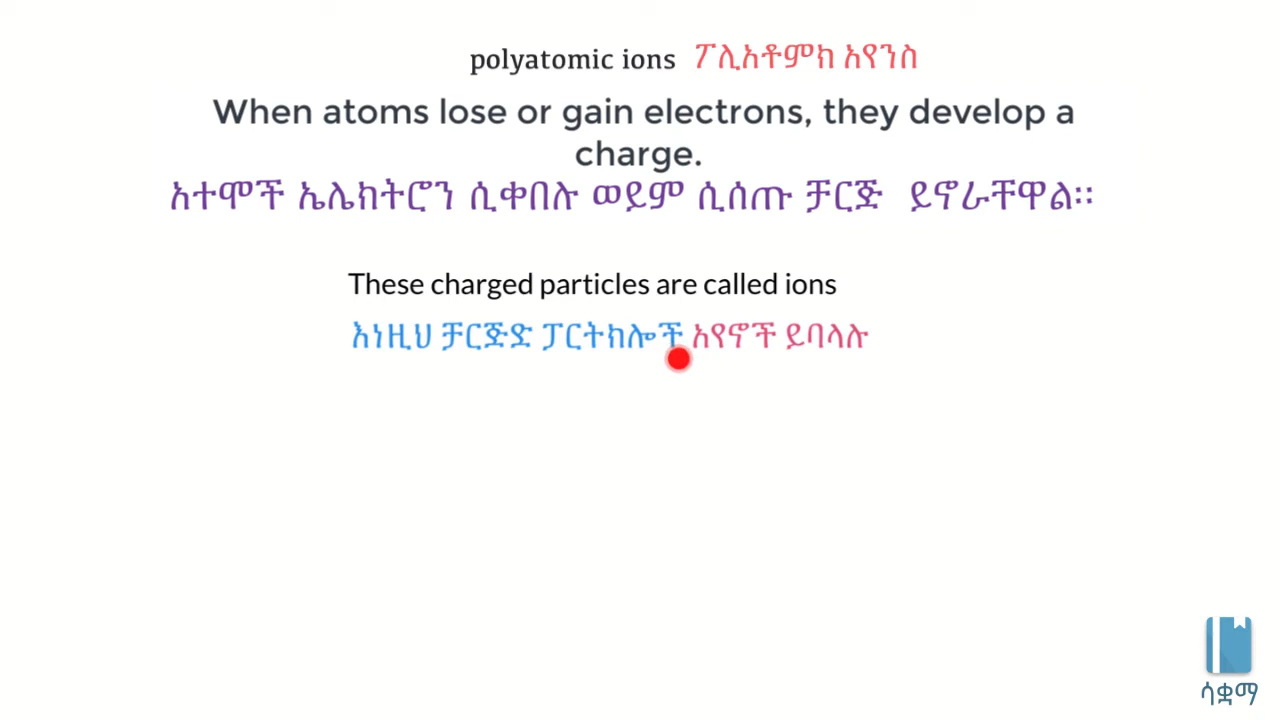 polyatomic ions ፖሊአቶምክ አየንስ
When atoms lose or gain electrons, they develop a
charge.
አተሞች ኤሌክትሮን ሲቀበሉ ወይም ሲሰጡ ቻርጅ ይኖራቸዋል፡፡
These charged particles are called ions
እነዚህ ቻርጅድ ፓርትክሎች አየኖች ይባላሉ
ሳቋማ